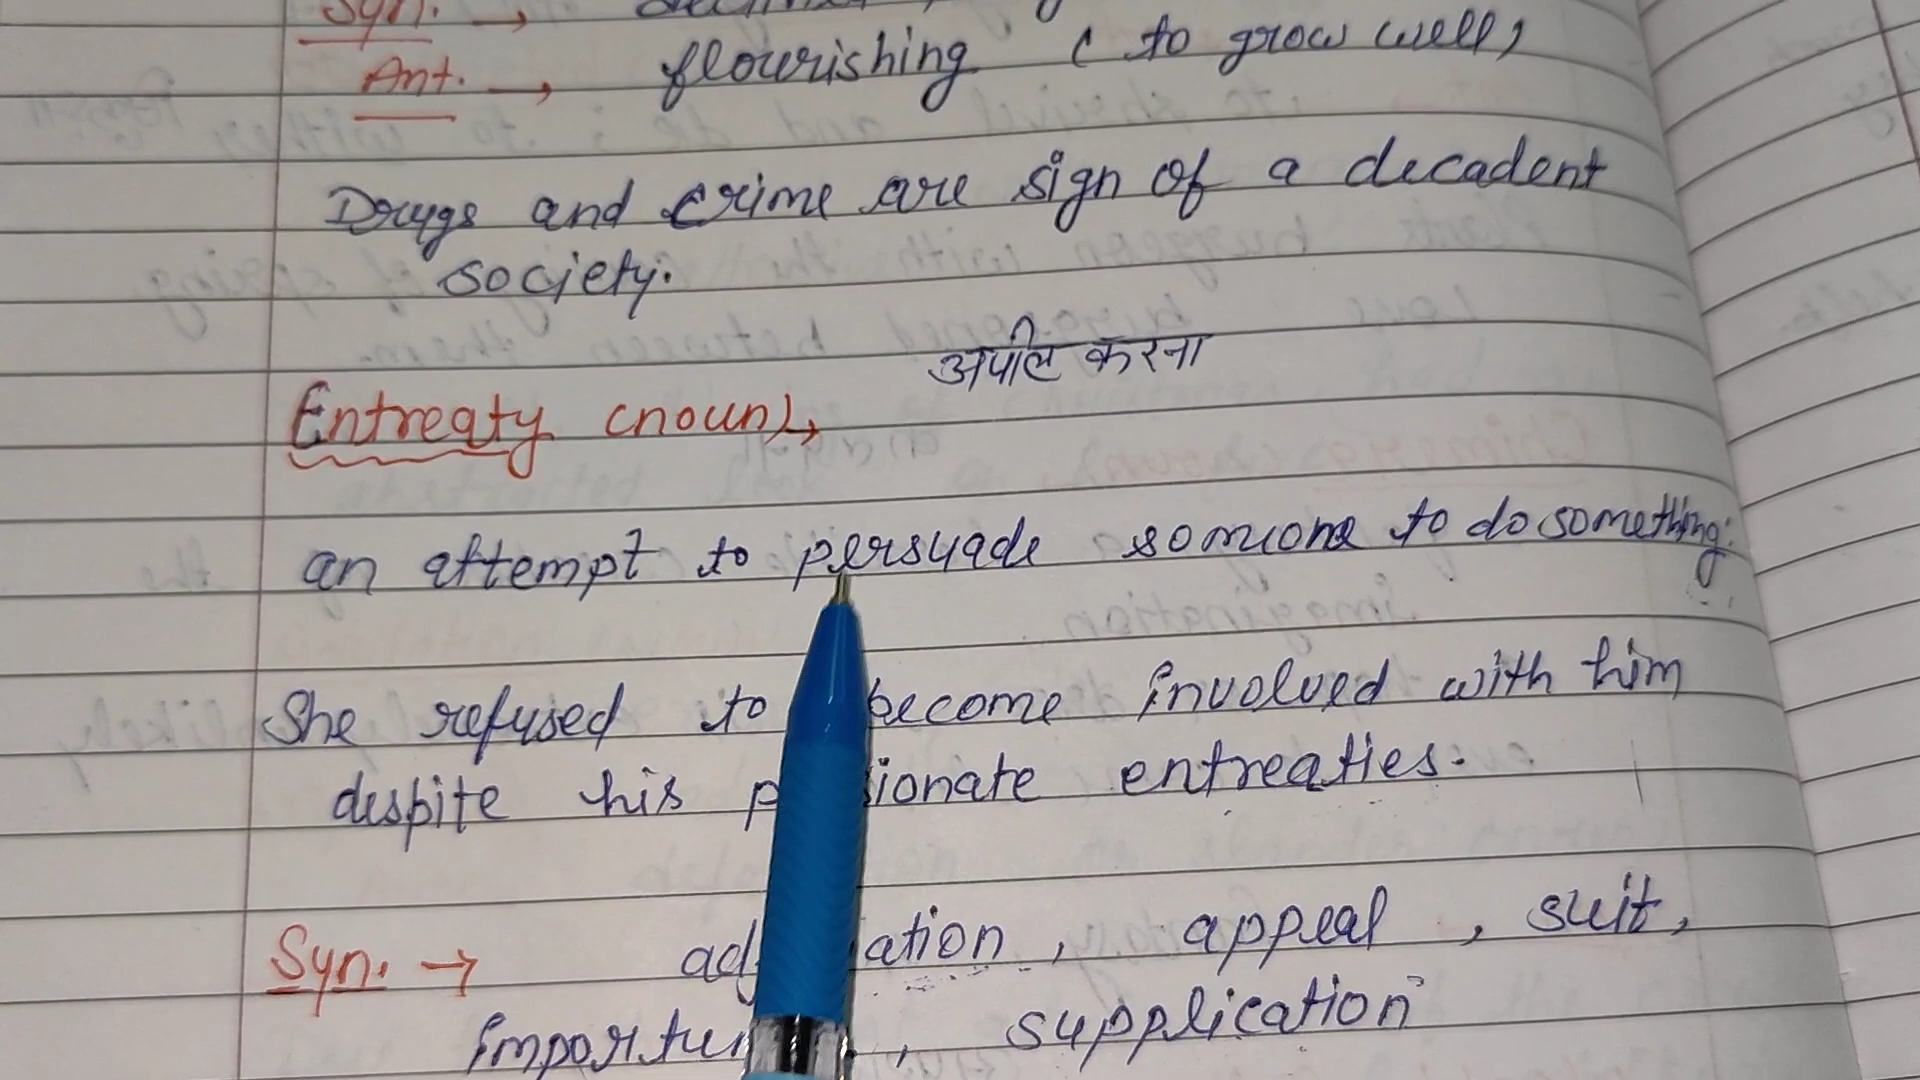 Syn. →
Ant. → flourishing ( to grow well)
Drugs and crime are sign of a decadent
society.
अपील करना
Entreaty (noun) →
an attempt to persuade someone to do something.
She refused to become involved with him
despite his entreaties.
Syn. → appeal, suit,
supplication